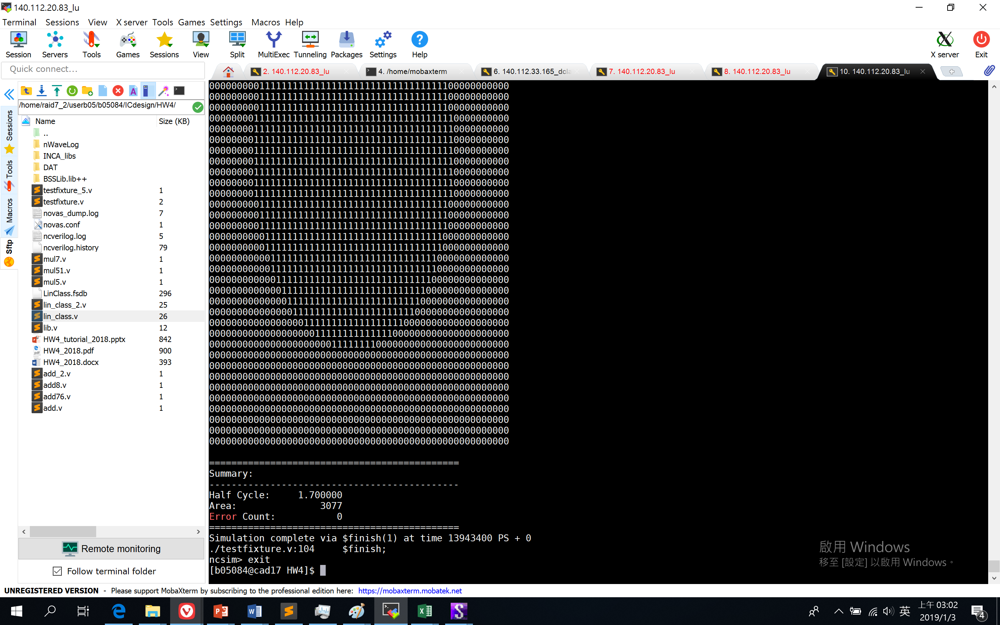 140.112.20.83_lu
Terminal Sessions View X server Tools Games Settings Macros Help
Session Servers Tools Games Sessions View Split MultiExec Tunneling Packages Settings Help X server Exit
Quick connect...
2. 140.112.20.83_lu 4. /home/mobaxterm 6. 140.112.33.165_dcla 7. 140.112.20.83_lu 8. 140.112.20.83_lu 10. 140.112.20.83_lu
Sessions
Tools
Macros
Sftp
/home/raid7_2/userb05/b05084/ICdesign/HW4/
Name Size (KB)
..
nWaveLog
INCA_libs
DAT
BSSLib.lib++
testfixture_5.v 1
testfixture.v 2
novas_dump.log 7
novas.conf 1
ncverilog.log 5
ncverilog.history 79
mul7.v 1
mul51.v 1
mul5.v 1
LinClass.fsdb 296
lin_class_2.v 25
lin_class.v 26
lib.v 12
HW4_tutorial_2018.pptx 842
HW4_2018.pdf 900
HW4_2018.docx 393
add_2.v 1
add8.v 1
add76.v 1
add.v 1
Remote monitoring
Follow terminal folder
000000000111111111111111111111111111111111100000000000
000000000111111111111111111111111111111111100000000000
000000000111111111111111111111111111111111100000000000
000000001111111111111111111111111111111111110000000000
000000001111111111111111111111111111111111110000000000
000000001111111111111111111111111111111111110000000000
000000001111111111111111111111111111111111110000000000
000000001111111111111111111111111111111111110000000000
000000001111111111111111111111111111111111110000000000
000000001111111111111111111111111111111111110000000000
000000001111111111111111111111111111111111110000000000
000000000111111111111111111111111111111111100000000000
000000000111111111111111111111111111111111100000000000
000000000111111111111111111111111111111111100000000000
000000000011111111111111111111111111111111000000000000
000000000011111111111111111111111111111111000000000000
000000000001111111111111111111111111111110000000000000
000000000001111111111111111111111111111110000000000000
000000000000111111111111111111111111111100000000000000
000000000000011111111111111111111111111000000000000000
000000000000001111111111111111111111110000000000000000
000000000000000111111111111111111111100000000000000000
000000000000000001111111111111111110000000000000000000
000000000000000000011111111111111000000000000000000000
000000000000000000000011111111000000000000000000000000
000000000000000000000000000000000000000000000000000000
000000000000000000000000000000000000000000000000000000
000000000000000000000000000000000000000000000000000000
000000000000000000000000000000000000000000000000000000
000000000000000000000000000000000000000000000000000000
000000000000000000000000000000000000000000000000000000
000000000000000000000000000000000000000000000000000000
000000000000000000000000000000000000000000000000000000
000000000000000000000000000000000000000000000000000000
=============================================
Summary:
---------------------------------------------
Half Cycle: 1.700000
Area: 3077
Error Count: 0
=============================================
Simulation complete via $finish(1) at time 13943400 PS + 0
./testfixture.v:104 $finish;
ncsim> exit
[b05084@cad17 HW4]$
啟用 Windows
移至 [設定] 以啟用 Windows。
UNREGISTERED VERSION - Please support MobaXterm by subscribing to the professional edition here: https://mobaxterm.mobatek.net
英
上午 03:02
2019/1/3
4